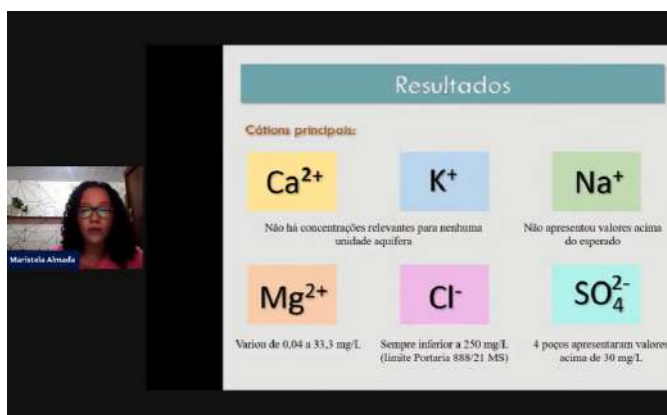 Resultados
Cátions principais:
Ca²⁺
K⁺
Na⁺
Não há concentrações relevantes para nenhuma
unidade aquífera
Não apresentou valores acima
do esperado
Mg²⁺
Cl⁻
SO₄²⁻
Variou de 0,04 a 33,3 mg/L
Sempre inferior a 250 mg/L
(limite Portaria 888/21 MS)
4 poços apresentaram valores
acima de 30 mg/L
Maristela Almada